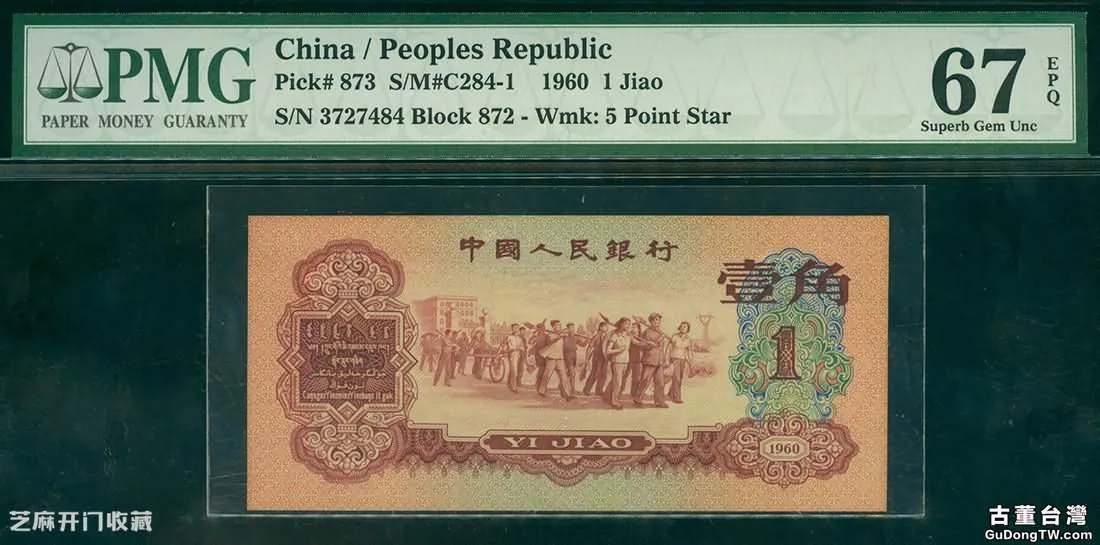 PMG
PAPER MONEY GUARANTY
China / Peoples Republic
Pick# 873 S/M#C284-1 1960 1 Jiao
S/N 3727484 Block 872 - Wmk: 5 Point Star
67
EPQ
Superb Gem Unc
中國人民銀行
壹角
1
YI JIAO
1960
芝麻开门收藏
古董台灣
GuDongTW.com